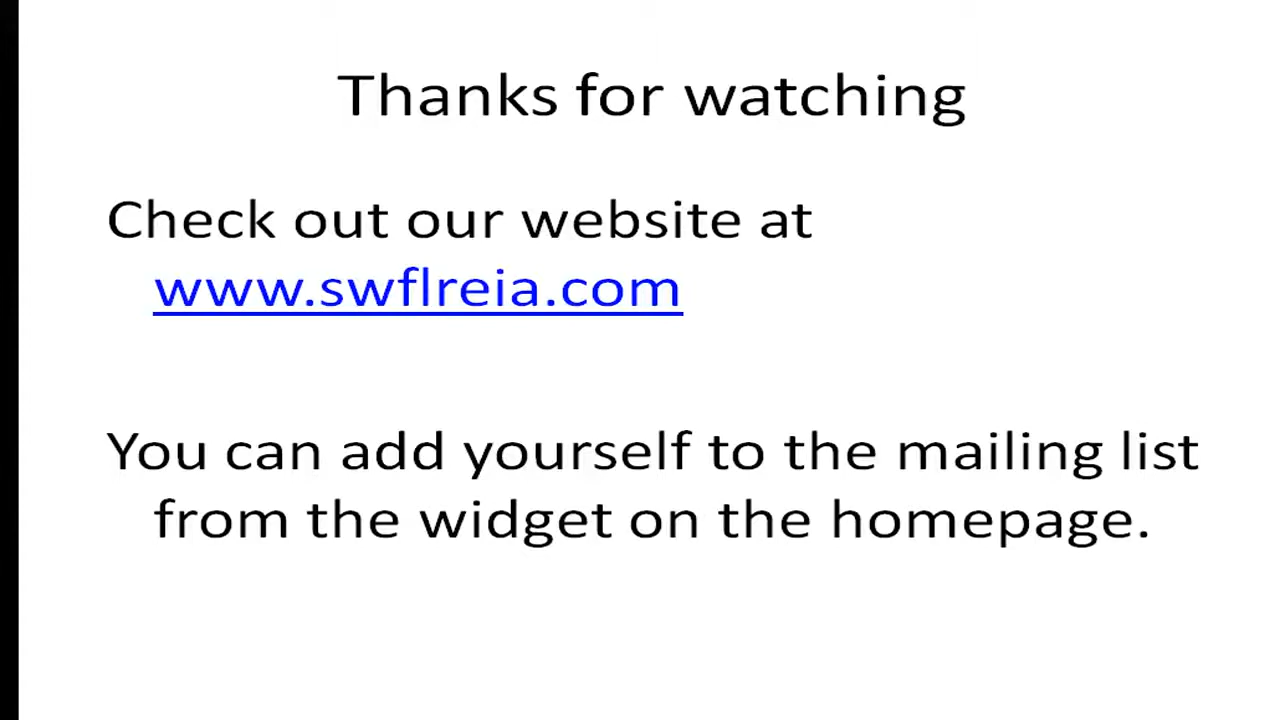 Thanks for watching
Check out our website at
www.swflreia.com
You can add yourself to the mailing list
from the widget on the homepage.